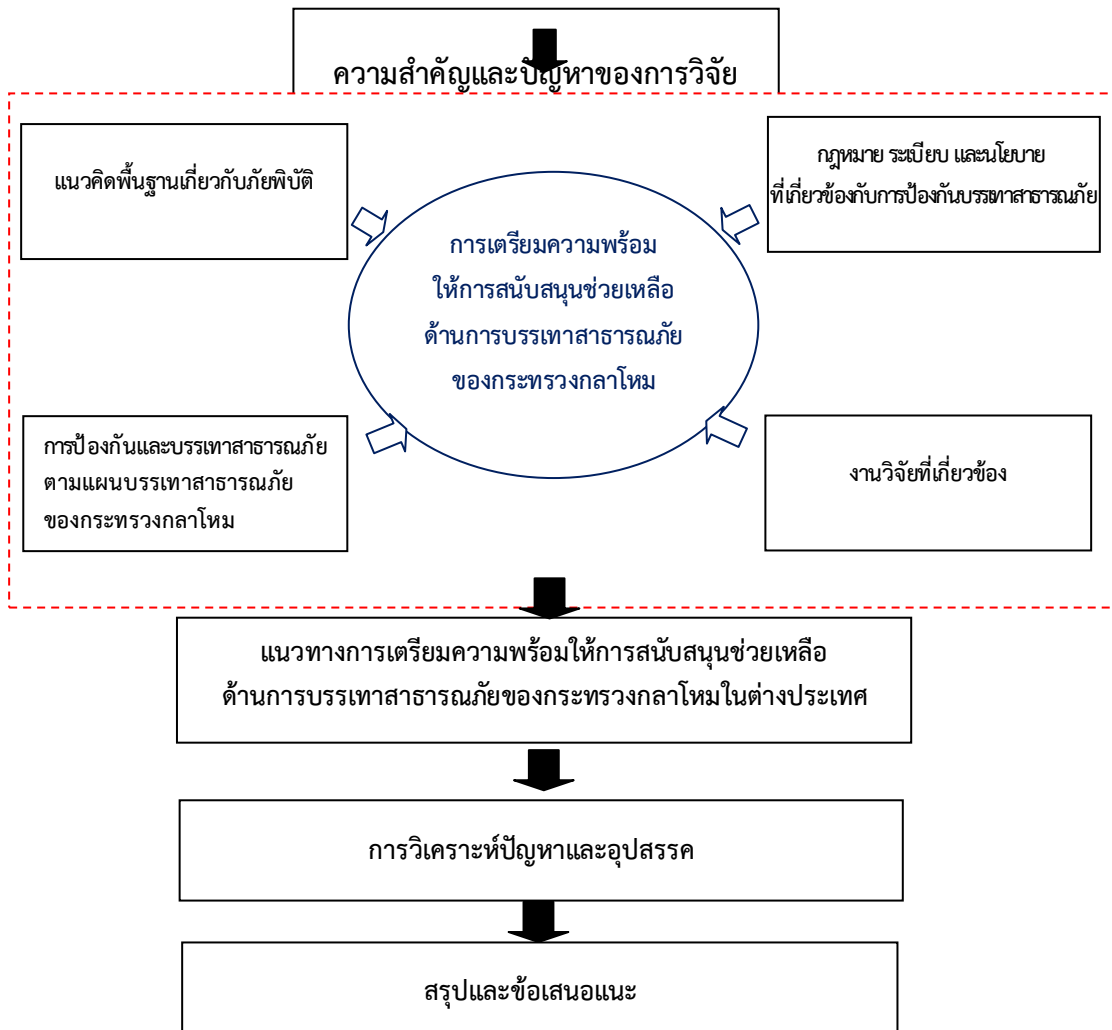 ความสำคัญและปัญหาของการวิจัย
แนวคิดพื้นฐานเกี่ยวกับภัยพิบัติ
กฎหมาย ระเบียบ และนโยบาย
ที่เกี่ยวข้องกับการป้องกันบรรเทาสาธารณภัย
การเตรียมความพร้อม
ให้การสนับสนุนช่วยเหลือ
ด้านการบรรเทาสาธารณภัย
ของกระทรวงกลาโหม
การป้องกันและบรรเทาสาธารณภัย
ตามแผนบรรเทาสาธารณภัย
ของกระทรวงกลาโหม
งานวิจัยที่เกี่ยวข้อง
แนวทางการเตรียมความพร้อมให้การสนับสนุนช่วยเหลือ
ด้านการบรรเทาสาธารณภัยของกระทรวงกลาโหมในต่างประเทศ
การวิเคราะห์ปัญหาและอุปสรรค
สรุปและข้อเสนอแนะ